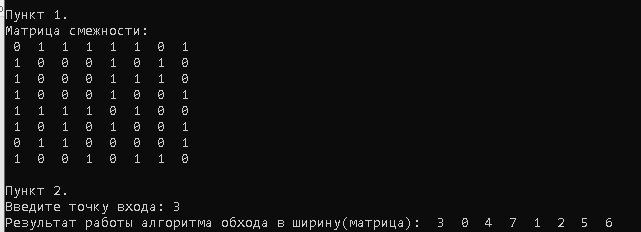 Пункт 1.
Матрица смежности:
0 1 1 1 1 1 0 1
1 0 0 0 1 0 1 0
1 0 0 0 1 1 1 0
1 0 0 0 1 0 0 1
1 1 1 1 0 1 0 0
1 0 1 0 1 0 0 1
0 1 1 0 0 0 0 1
1 0 0 1 0 1 1 0
Пункт 2.
Введите точку входа: 3
Результат работы алгоритма обхода в ширину(матрица): 3 0 4 7 1 2 5 6